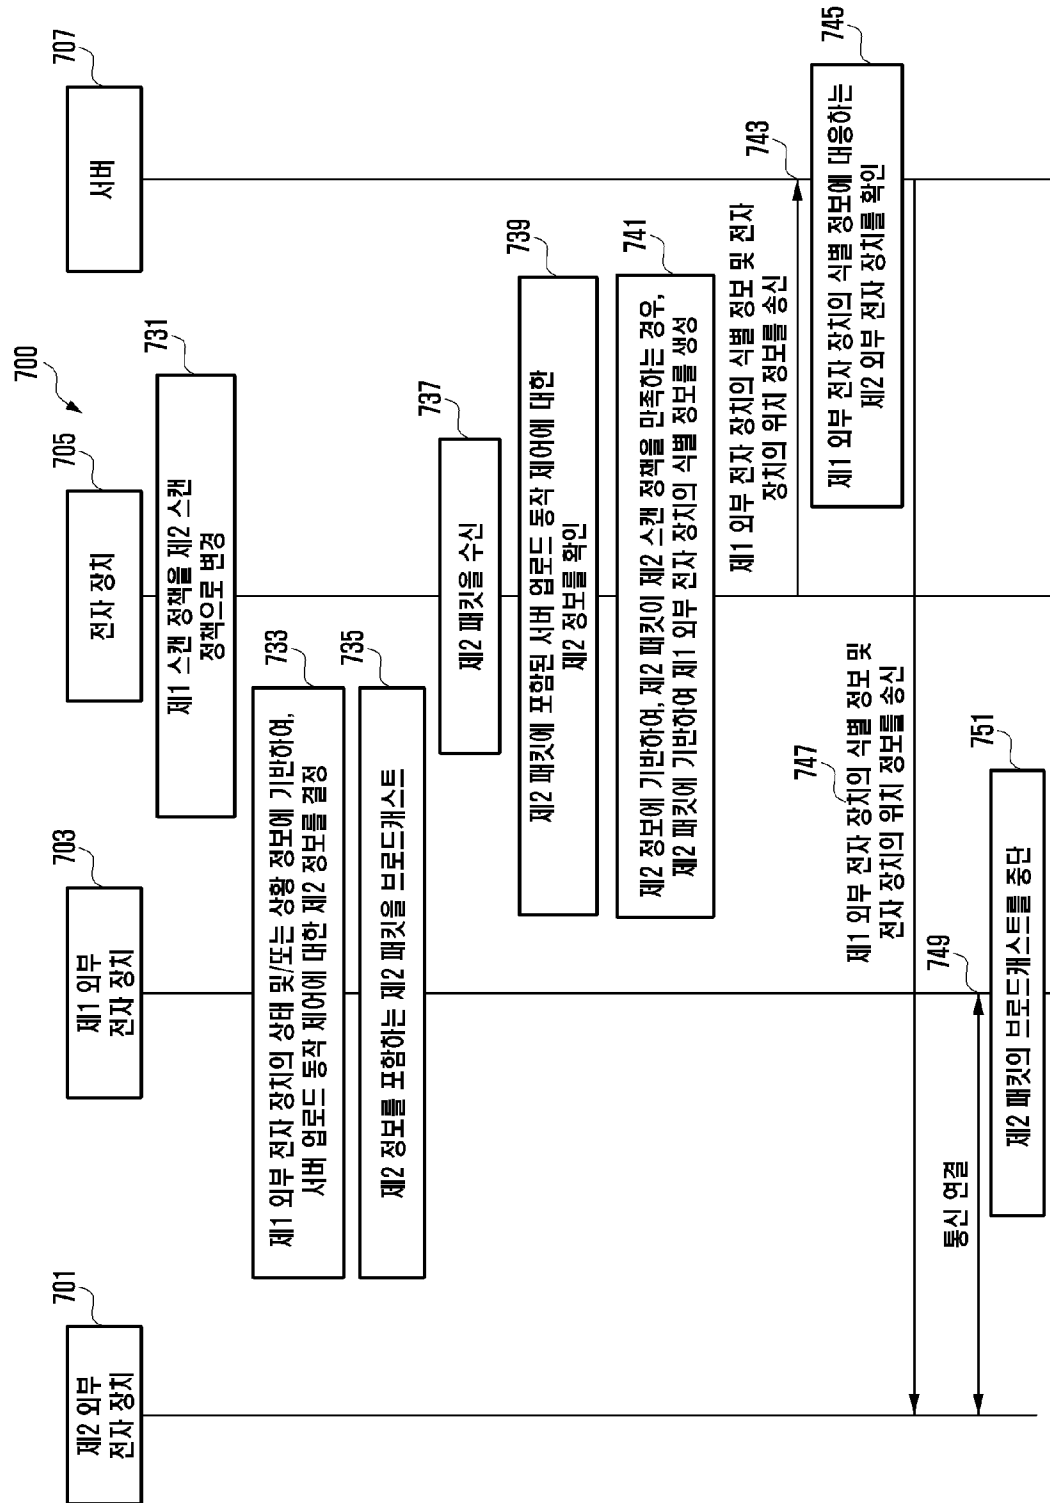 700
701
제2 외부
전자 장치
703
제1 외부
전자 장치
705
전자 장치
707
서버
731
제1 스캔 정책을 제2 스캔
정책으로 변경
733
제1 외부 전자 장치의 상태 및/또는 상황 정보에 기반하여,
서버 업로드 동작 제어에 대한 제2 정보를 결정
735
제2 정보를 포함하는 제2 패킷을 브로드캐스트
737
제2 패킷을 수신
739
제2 패킷에 포함된 서버 업로드 동작 제어에 대한
제2 정보를 확인
741
제2 정보에 기반하여, 제2 패킷이 제2 스캔 정책을 만족하는 경우,
제2 패킷에 기반하여 제1 외부 전자 장치의 식별 정보를 생성
743
제1 외부 전자 장치의 식별 정보 및 전자
장치의 위치 정보를 송신
745
제1 외부 전자 장치의 식별 정보에 대응하는
제2 외부 전자 장치를 확인
747
제1 외부 전자 장치의 식별 정보 및
전자 장치의 위치 정보를 송신
749
통신 연결
751
제2 패킷의 브로드캐스트를 중단